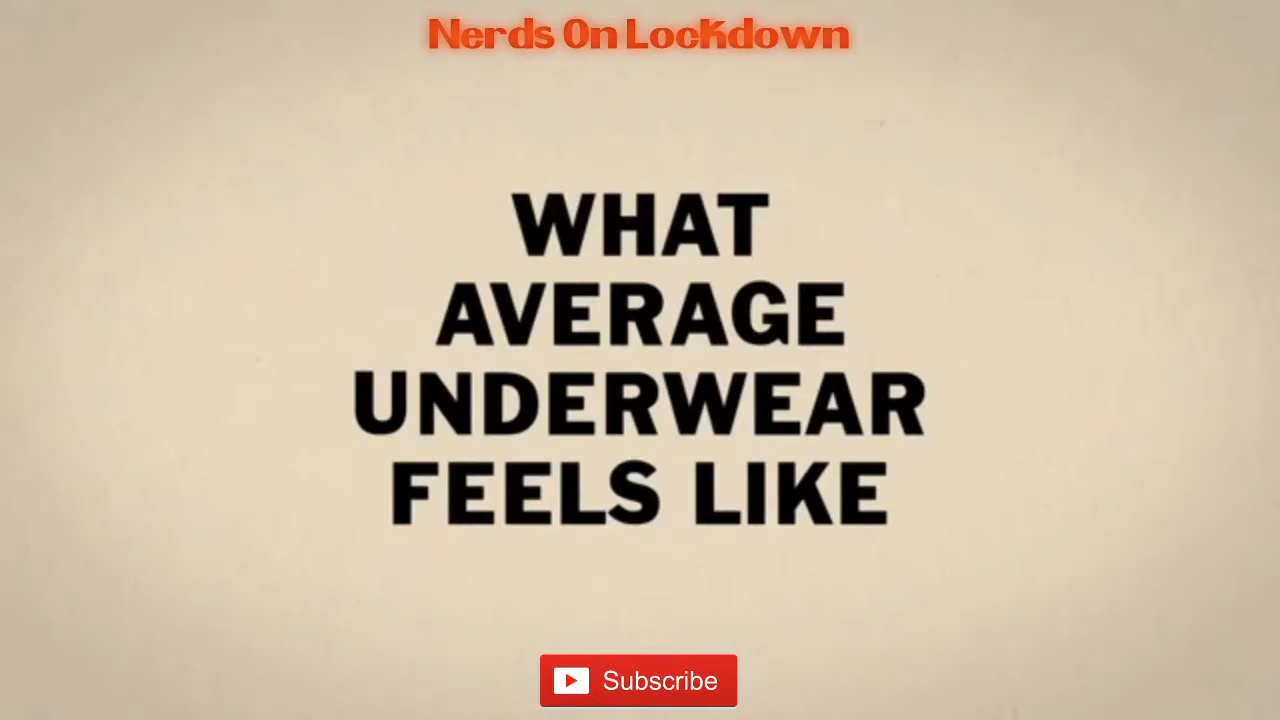 Nerds On Lockdown
WHAT
AVERAGE
UNDERWEAR
FEELS LIKE
Subscribe